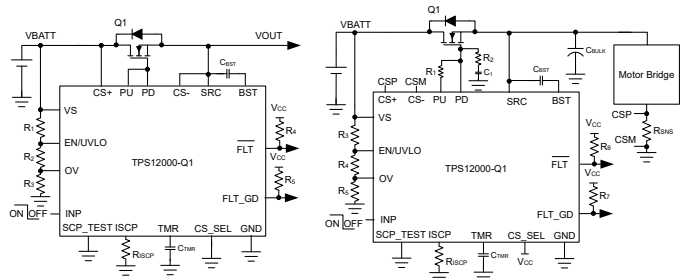 Q1
VBATT
VOUT
CBST
CS+
PU
PD
CS-
SRC
BST
VS
R1
EN/UVLO
R2
OV
R3
ON
OFF
INP
TPS12000-Q1
VCC
R4
FLT
VCC
R5
FLT_GD
SCP_TEST
ISCP
TMR
CS_SEL
GND
RISCP
CTMR
Q1
VBATT
R1
R2
C1
CBST
CBULK
Motor Bridge
CSP
CSM
CS+
CS-
PU
PD
SRC
BST
CSP
RSNS
CSM
VS
R3
EN/UVLO
R4
OV
R5
ON
OFF
INP
TPS12000-Q1
VCC
R6
FLT
VCC
R7
FLT_GD
SCP_TEST
ISCP
TMR
CS_SEL
GND
RISCP
CTMR
VCC